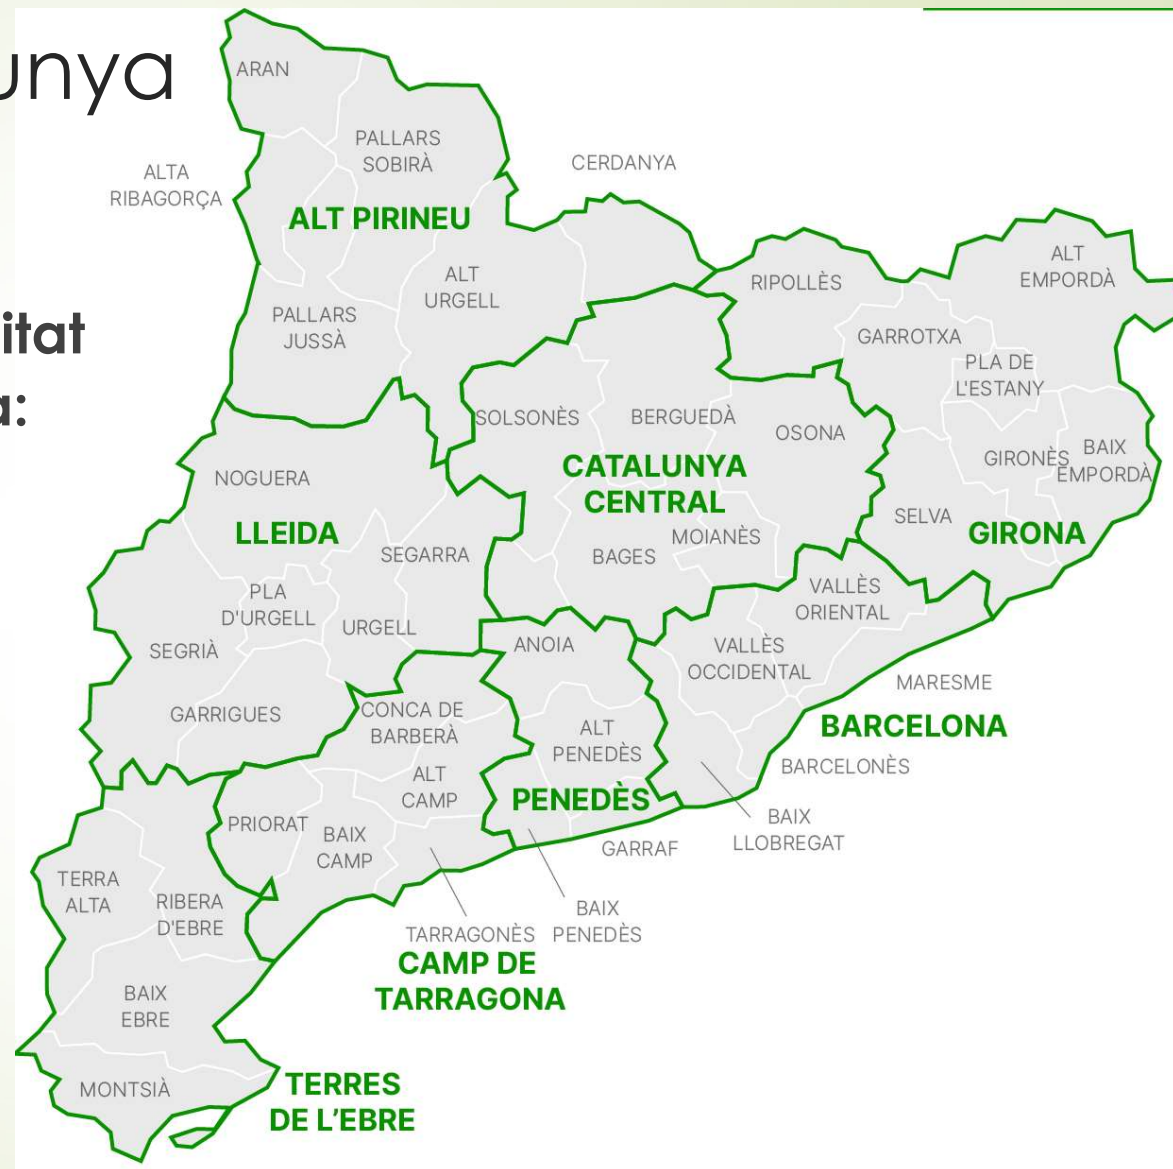 unya
itat
a:
ARAN
PALLARS
SOBIRÀ
CERDANYA
ALTA
RIBAGORÇA
ALT PIRINEU
ALT
URGELL
PALLARS
JUSSÀ
RIPOLLÈS
ALT
EMPORDÀ
GARROTXA
PLA DE
L'ESTANY
SOLSONÈS
BERGUEDÀ
OSONA
CATALUNYA
CENTRAL
GIRONÈS
BAIX
EMPORDÀ
NOGUERA
LLEIDA
SEGARRA
BAGES
MOIANÈS
SELVA
GIRONA
PLA
D'URGELL
URGELL
SEGRIÀ
GARRIGUES
ANOIA
VALLÈS
ORIENTAL
VALLÈS
OCCIDENTAL
MARESME
BARCELONA
BARCELONÈS
CONCA DE
BARBERÀ
ALT
PENEDÈS
ALT
CAMP
PENEDÈS
PRIORAT
BAIX
CAMP
BAIX
LLOBREGAT
GARRAF
TERRA
ALTA
RIBERA
D'EBRE
TARRAGONÈS
BAIX
PENEDÈS
CAMP DE
TARRAGONA
BAIX
EBRE
MONTSIÀ
TERRES
DE L'EBRE